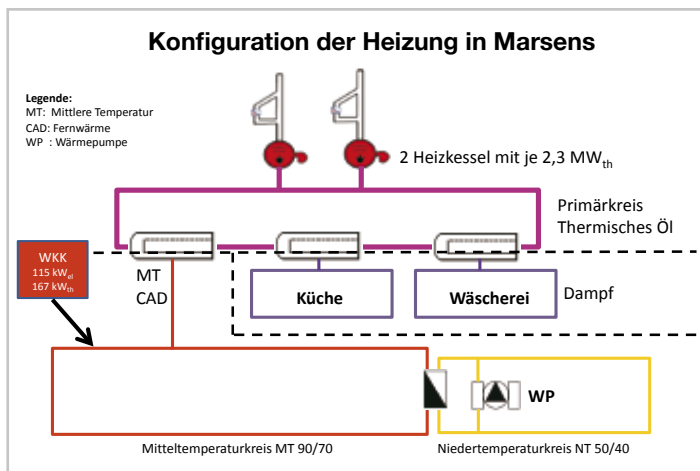 Konfiguration der Heizung in Marsens
Legende:
MT: Mittlere Temperatur
CAD: Fernwärme
WP : Wärmepumpe
2 Heizkessel mit je 2,3 MWth
Primärkreis
Thermisches Öl
WKK
115 kWel
167 kWth
MT
CAD
Küche
Wäscherei
Dampf
WP
Mitteltemperaturkreis MT 90/70
Niedertemperaturkreis NT 50/40